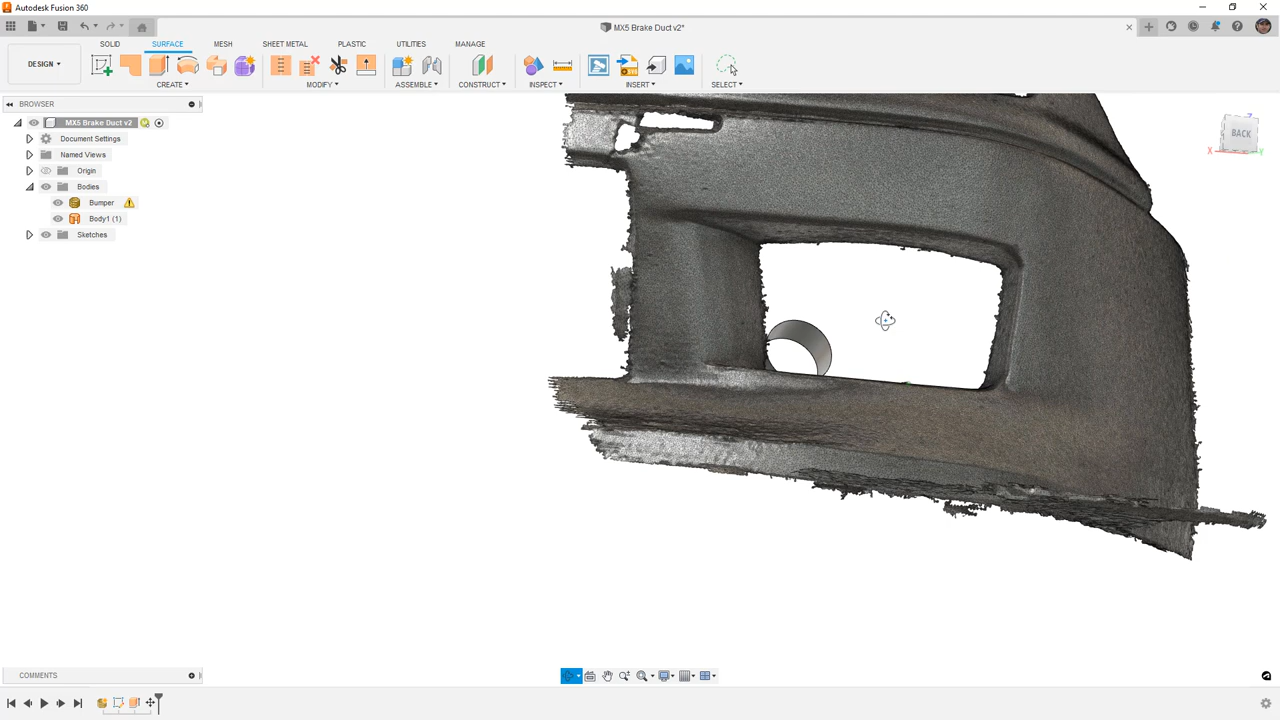 Autodesk Fusion 360
MX5 Brake Duct v2*
DESIGN
SOLID SURFACE MESH SHEET METAL PLASTIC UTILITIES MANAGE
CREATE MODIFY ASSEMBLE CONSTRUCT INSPECT INSERT SELECT
BROWSER
MX5 Brake Duct v2
Document Settings
Named Views
Origin
Bodies
Bumper
Body1 (1)
Sketches
BACK
X
Y
Z
COMMENTS